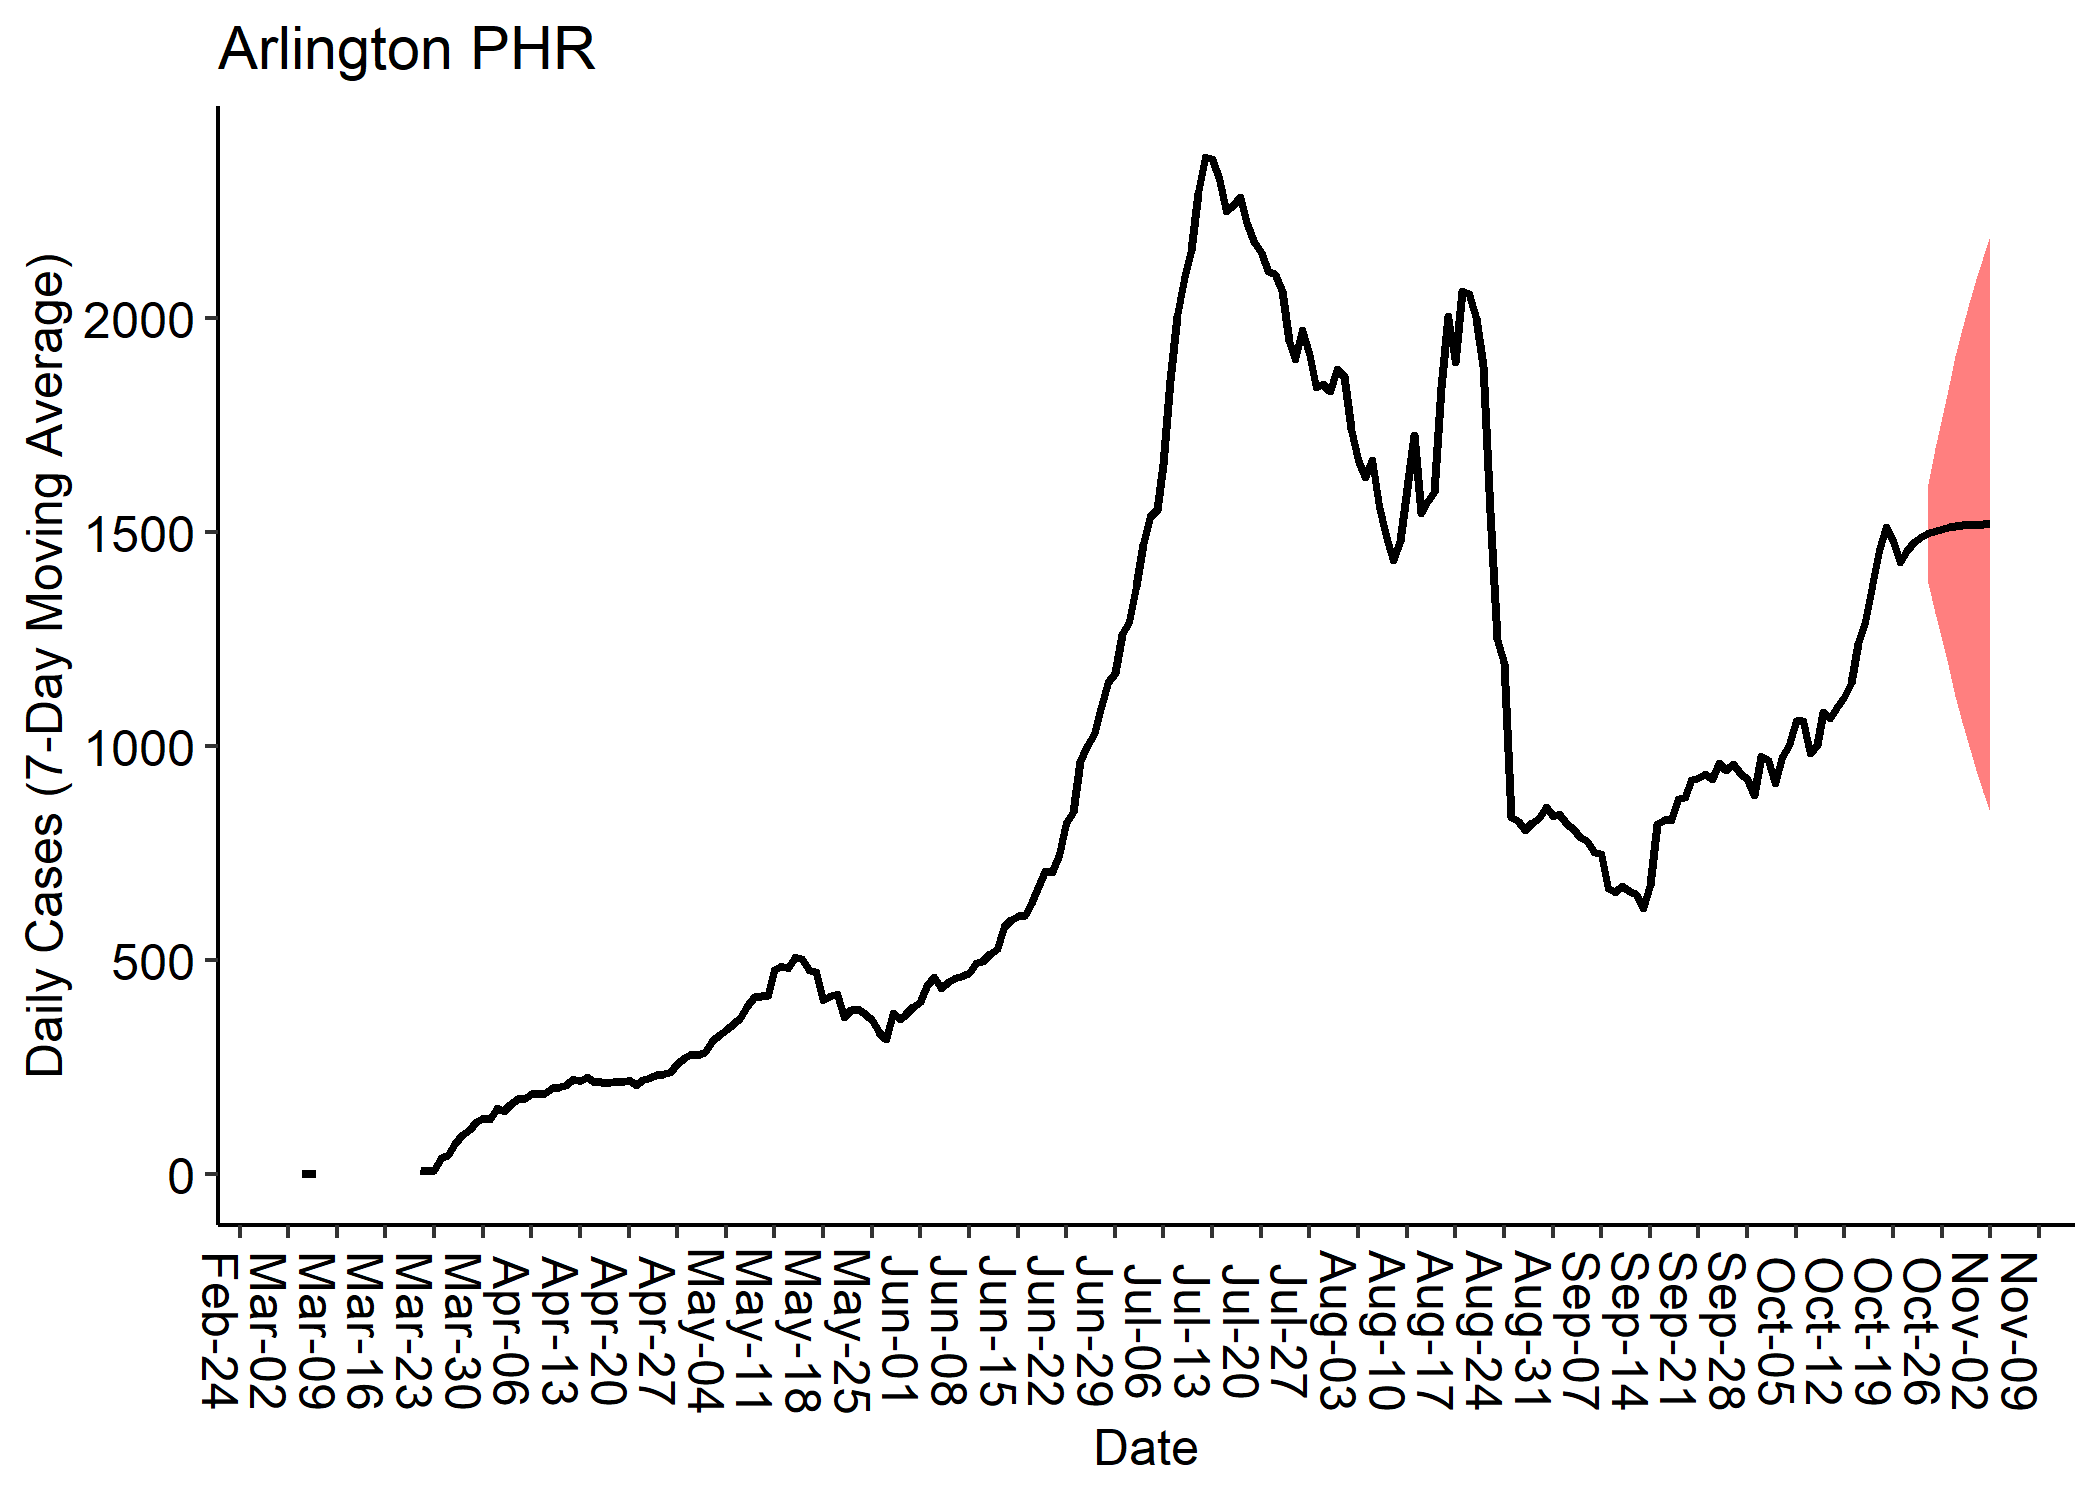 Arlington PHR
Daily Cases (7-Day Moving Average)
2000
1500
1000
500
0
Feb-24
Mar-02
Mar-09
Mar-16
Mar-23
Mar-30
Apr-06
Apr-13
Apr-20
Apr-27
May-04
May-11
May-18
May-25
Jun-01
Jun-08
Jun-15
Jun-22
Jun-29
Jul-06
Jul-13
Jul-20
Jul-27
Aug-03
Aug-10
Aug-17
Aug-24
Aug-31
Sep-07
Sep-14
Sep-21
Sep-28
Oct-05
Oct-12
Oct-19
Oct-26
Nov-02
Nov-09
Date